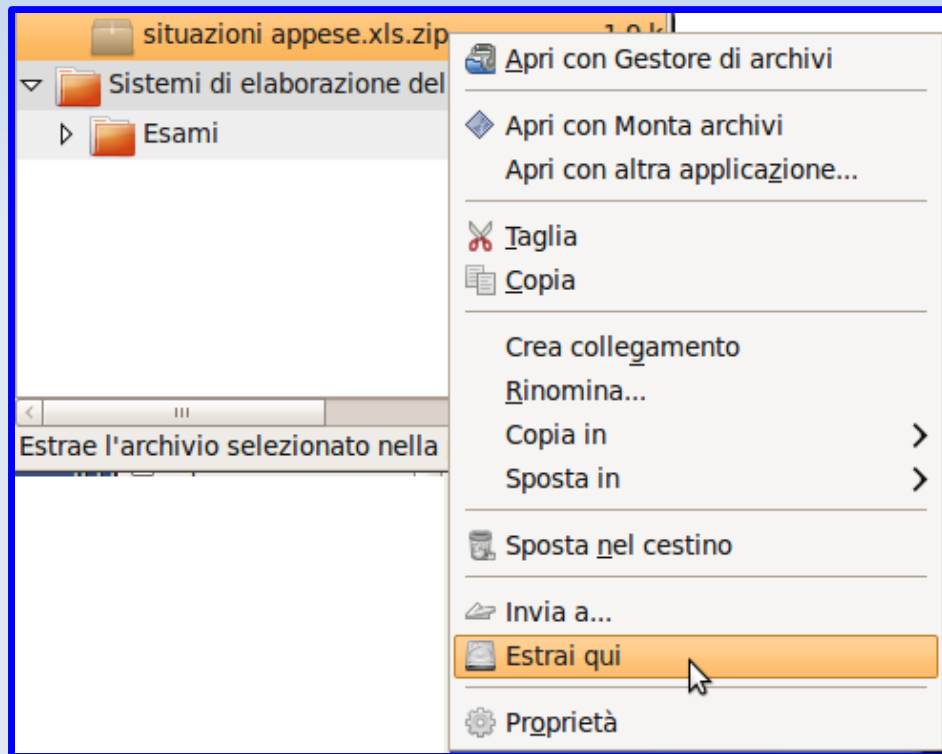 situazioni appese.xls.zip
Sistemi di elaborazione del
Esami
Estrae l'archivio selezionato nella
Apri con Gestore di archivi
Apri con Monta archivi
Apri con altra applicazione...
Taglia
Copia
Crea collegamento
Rinomina...
Copia in
Sposta in
Sposta nel cestino
Invia a...
Estrai qui
Proprietà